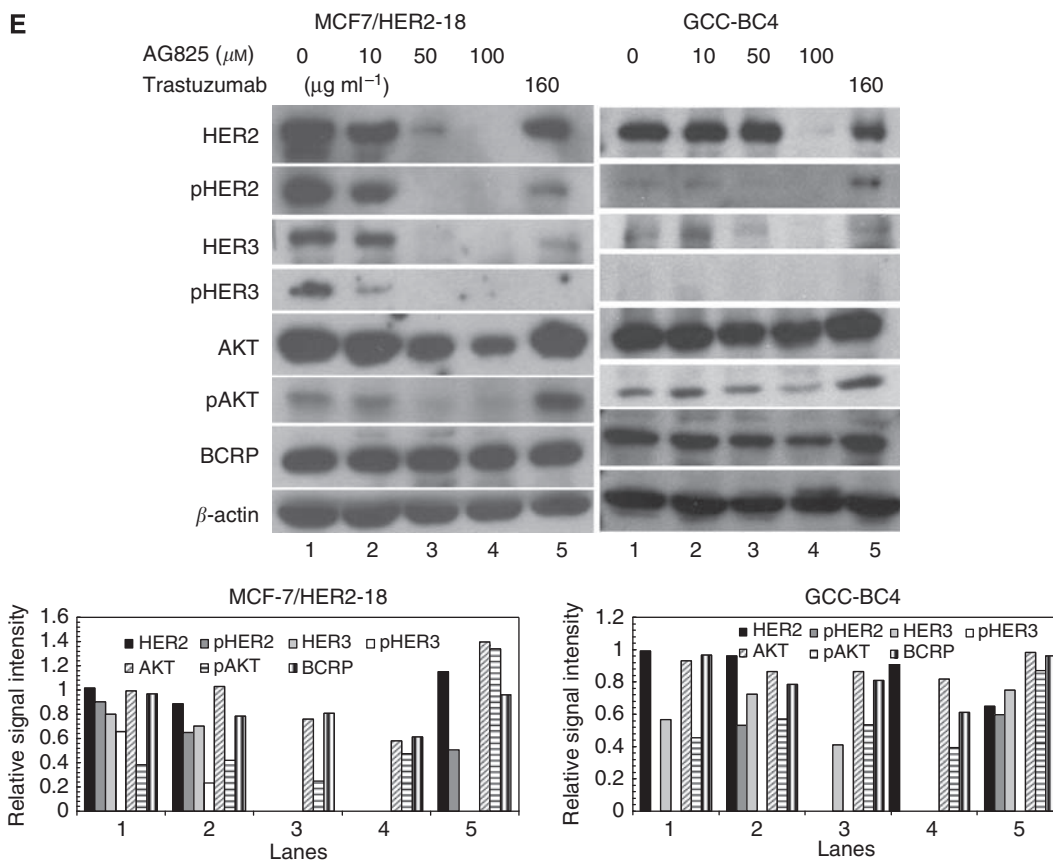 E
MCF7/HER2-18 GCC-BC4
AG825 (μM) 0 10 50 100 0 10 50 100
Trastuzumab (μg ml⁻¹) 160 160
HER2
pHER2
HER3
pHER3
AKT
pAKT
BCRP
β-actin
1 2 3 4 5 1 2 3 4 5
MCF-7/HER2-18
Relative signal intensity
1.6
1.4
1.2
1
0.8
0.6
0.4
0.2
0
HER2 pHER2 HER3 pHER3
AKT pAKT BCRP
1 2 3 4 5
Lanes
GCC-BC4
Relative signal intensity
1.2
1
0.8
0.6
0.4
0.2
0
HER2 pHER2 HER3 pHER3
AKT pAKT BCRP
1 2 3 4 5
Lanes